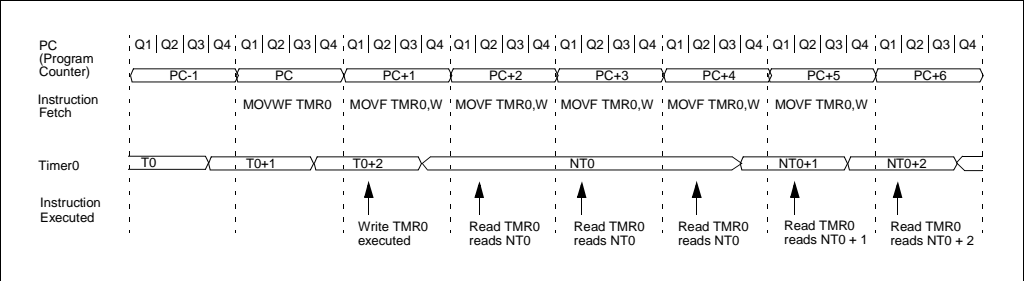 Q1 Q2 Q3 Q4 Q1 Q2 Q3 Q4 Q1 Q2 Q3 Q4 Q1 Q2 Q3 Q4 Q1 Q2 Q3 Q4 Q1 Q2 Q3 Q4 Q1 Q2 Q3 Q4 Q1 Q2 Q3 Q4
PC
(Program
Counter)
PC-1 PC PC+1 PC+2 PC+3 PC+4 PC+5 PC+6
Instruction
Fetch
MOVWF TMR0 MOVF TMR0,W MOVF TMR0,W MOVF TMR0,W MOVF TMR0,W MOVF TMR0,W
Timer0
T0 T0+1 T0+2 NT0 NT0+1 NT0+2
Instruction
Executed
Write TMR0
executed
Read TMR0
reads NT0
Read TMR0
reads NT0
Read TMR0
reads NT0
Read TMR0
reads NT0 + 1
Read TMR0
reads NT0 + 2